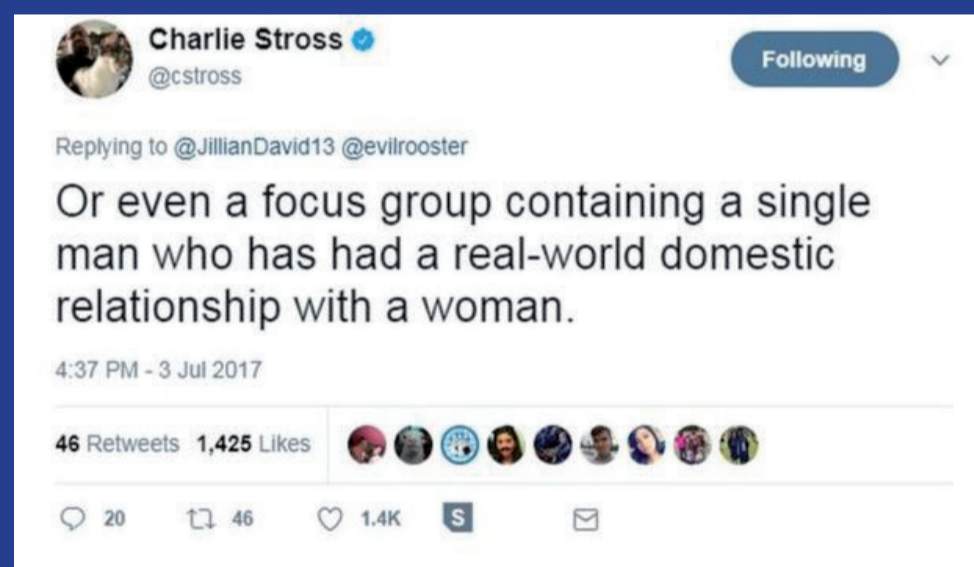 Charlie Stross
@cstross
Following
Replying to @JillianDavid13 @evilrooster
Or even a focus group containing a single
man who has had a real-world domestic
relationship with a woman.
4:37 PM - 3 Jul 2017
46 Retweets 1,425 Likes
20 46 1.4K S